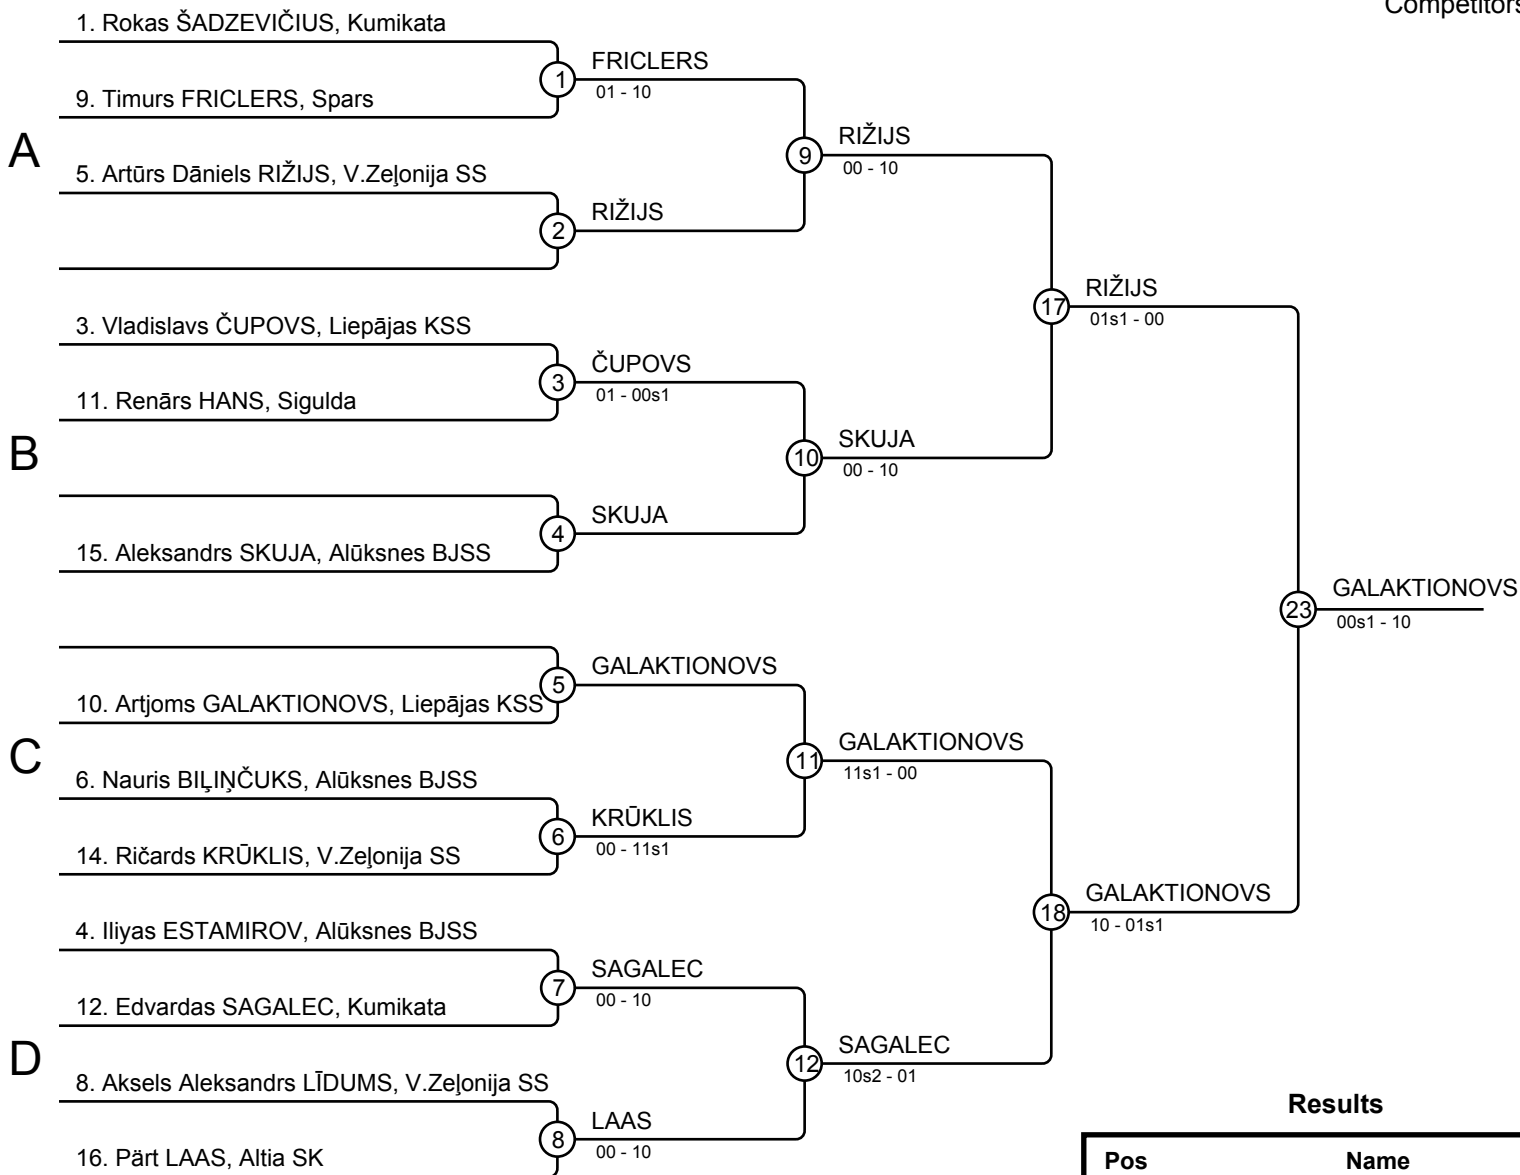 Competitors
1. Rokas ŠADZEVIČIUS, Kumikata
1
FRICLERS
01 - 10
9. Timurs FRICLERS, Spars
A
9
RIŽIJS
00 - 10
5. Artūrs Dāniels RIŽIJS, V.Zeļonija SS
2
RIŽIJS
17
RIŽIJS
01s1 - 00
3. Vladislavs ČUPOVS, Liepājas KSS
3
ČUPOVS
01 - 00s1
11. Renārs HANS, Sigulda
B
10
SKUJA
00 - 10
4
SKUJA
15. Aleksandrs SKUJA, Alūksnes BJSS
23
GALAKTIONOVS
00s1 - 10
5
GALAKTIONOVS
10. Artjoms GALAKTIONOVS, Liepājas KSS
C
11
GALAKTIONOVS
11s1 - 00
6. Nauris BIĻIŅČUKS, Alūksnes BJSS
6
KRŪKLIS
00 - 11s1
14. Ričards KRŪKLIS, V.Zeļonija SS
18
GALAKTIONOVS
10 - 01s1
4. Iliyas ESTAMIROV, Alūksnes BJSS
7
SAGALEC
00 - 10
12. Edvardas SAGALEC, Kumikata
D
12
SAGALEC
10s2 - 01
8. Aksels Aleksandrs LĪDUMS, V.Zeļonija SS
8
LAAS
00 - 10
16. Pärt LAAS, Altia SK
Results
Pos Name